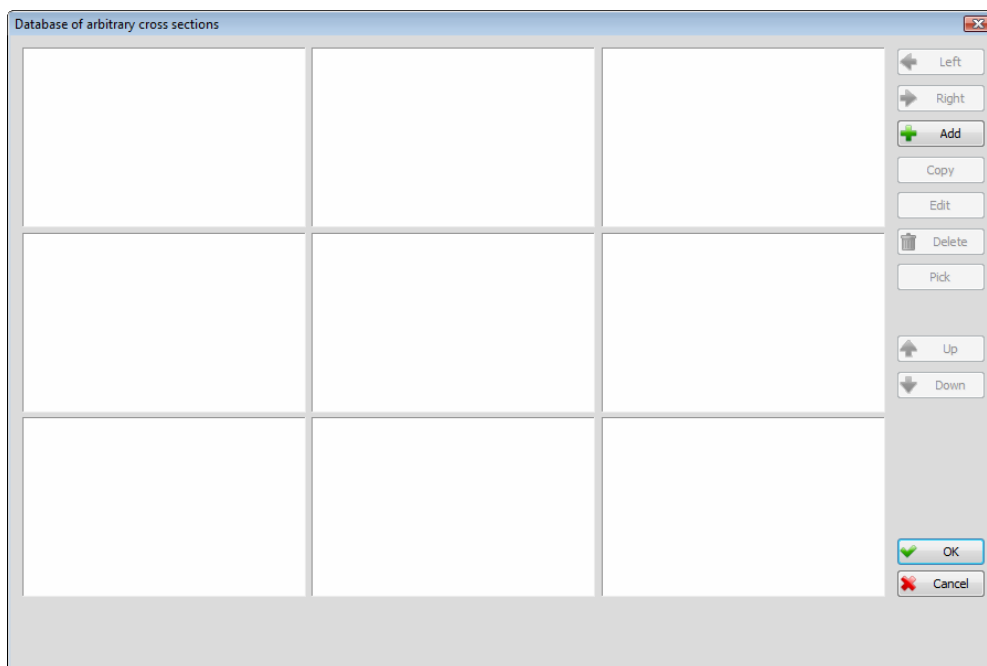 Database of arbitrary cross sections
Left
Right
Add
Copy
Edit
Delete
Pick
Up
Down
OK
Cancel